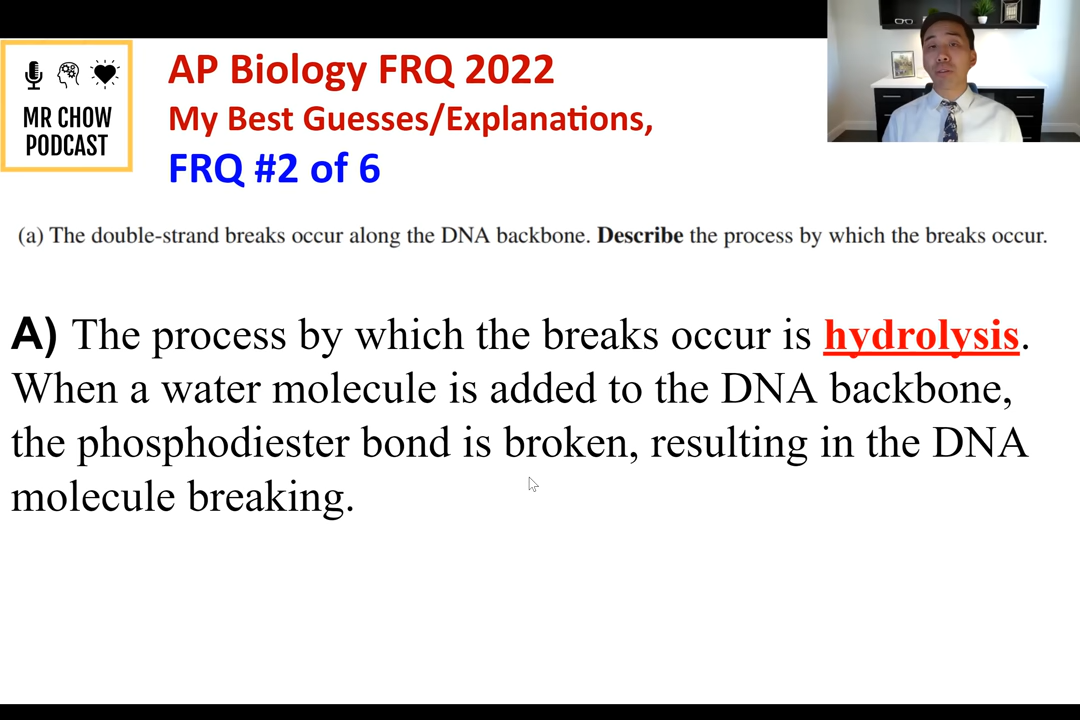 MR CHOW
PODCAST
AP Biology FRQ 2022
My Best Guesses/Explanations,
FRQ #2 of 6
(a) The double-strand breaks occur along the DNA backbone. Describe the process by which the breaks occur.
A) The process by which the breaks occur is hydrolysis.
When a water molecule is added to the DNA backbone,
the phosphodiester bond is broken, resulting in the DNA
molecule breaking.